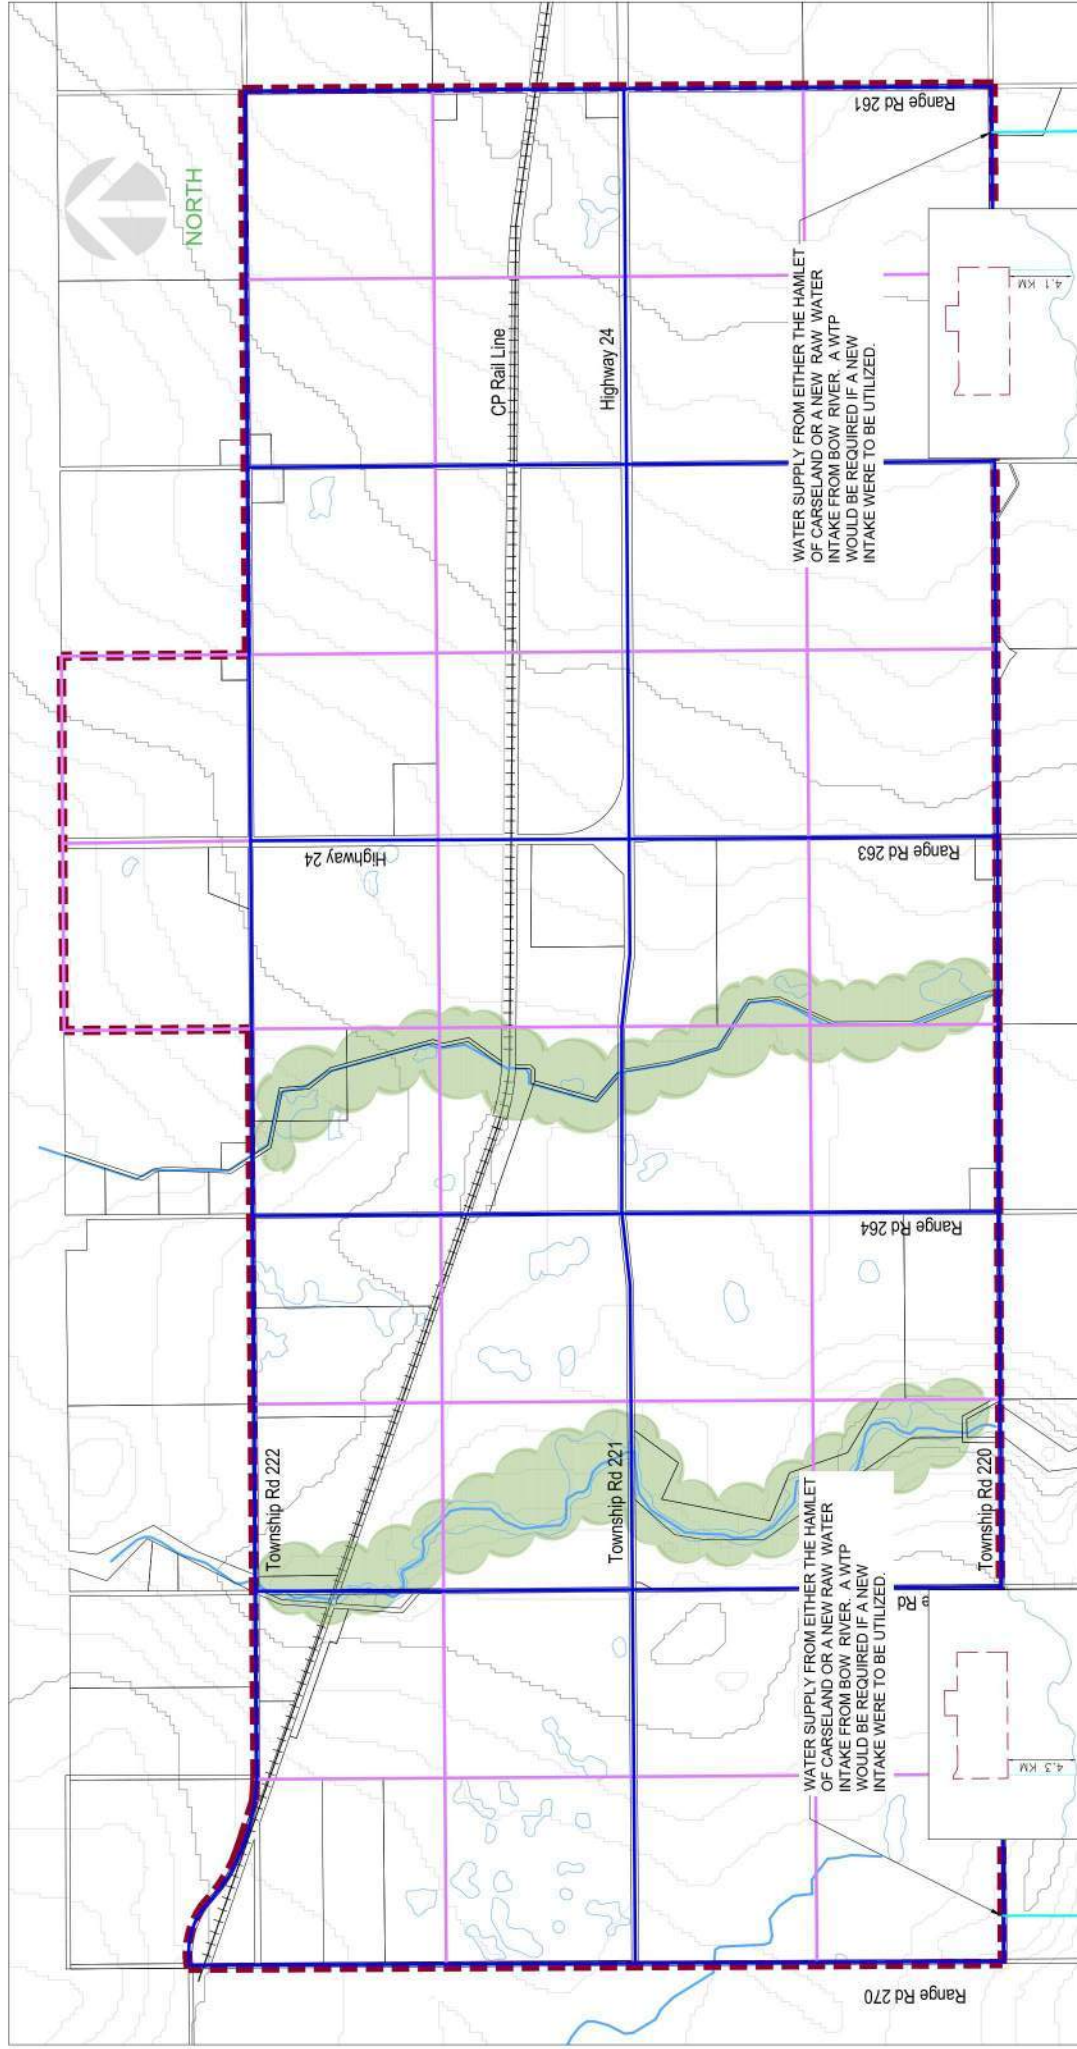 NORTH
Range Rd 261
CP Rail Line
Highway 24
WATER SUPPLY FROM EITHER THE HAMLET
OF CARSELAND OR A NEW RAW WATER
INTAKE FROM BOW RIVER. A WTP
WOULD BE REQUIRED IF A NEW
INTAKE WERE TO BE UTILIZED.
4.1 KM
Highway 24
Range Rd 263
Range Rd 264
Township Rd 222
Township Rd 221
Township Rd 220
e Rd
WATER SUPPLY FROM EITHER THE HAMLET
OF CARSELAND OR A NEW RAW WATER
INTAKE FROM BOW RIVER. A WTP
WOULD BE REQUIRED IF A NEW
INTAKE WERE TO BE UTILIZED.
4.3 KM
Range Rd 270